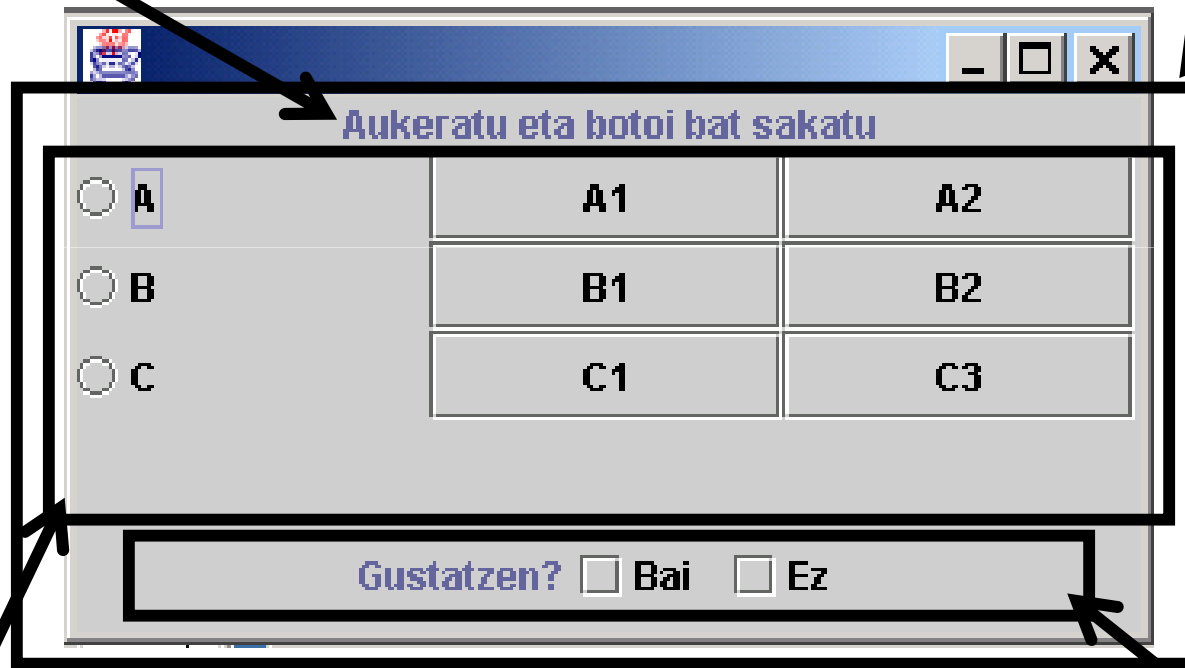 Aukeratu eta botoi bat sakatu
A A1 A2
B B1 B2
C C1 C3
Gustatzen? Bai Ez